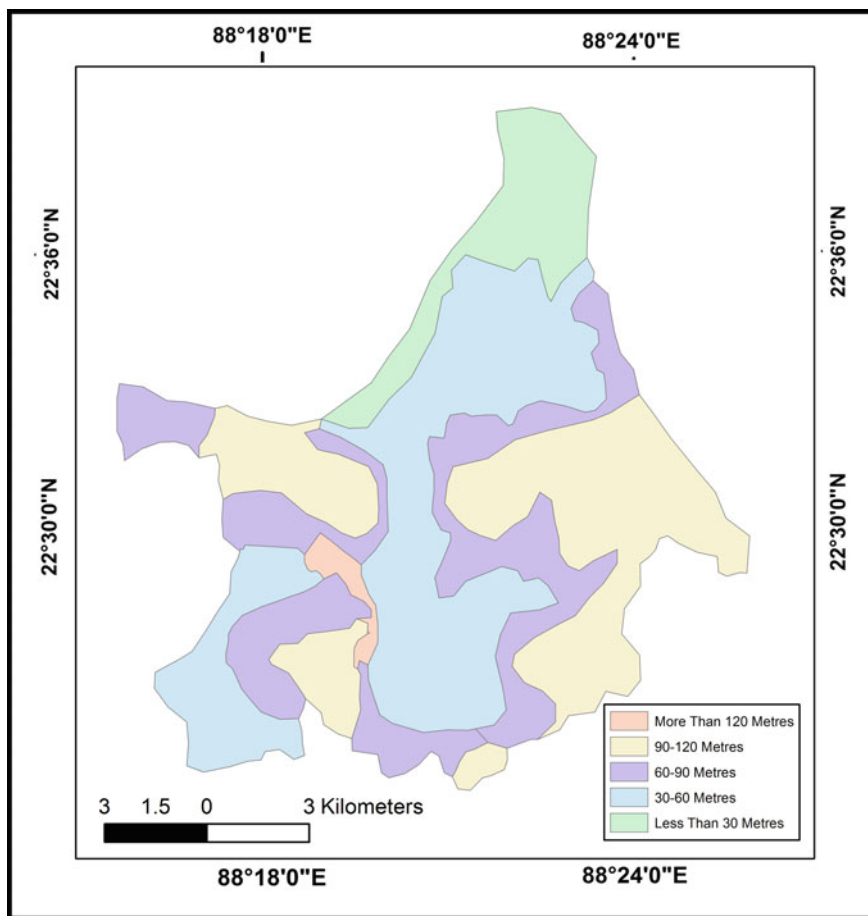 88°18'0"E 88°24'0"E
22°36'0"N 22°36'0"N
22°30'0"N 22°30'0"N
More Than 120 Metres
90-120 Metres
60-90 Metres
30-60 Metres
Less Than 30 Metres
3 1.5 0 3 Kilometers
88°18'0"E 88°24'0"E